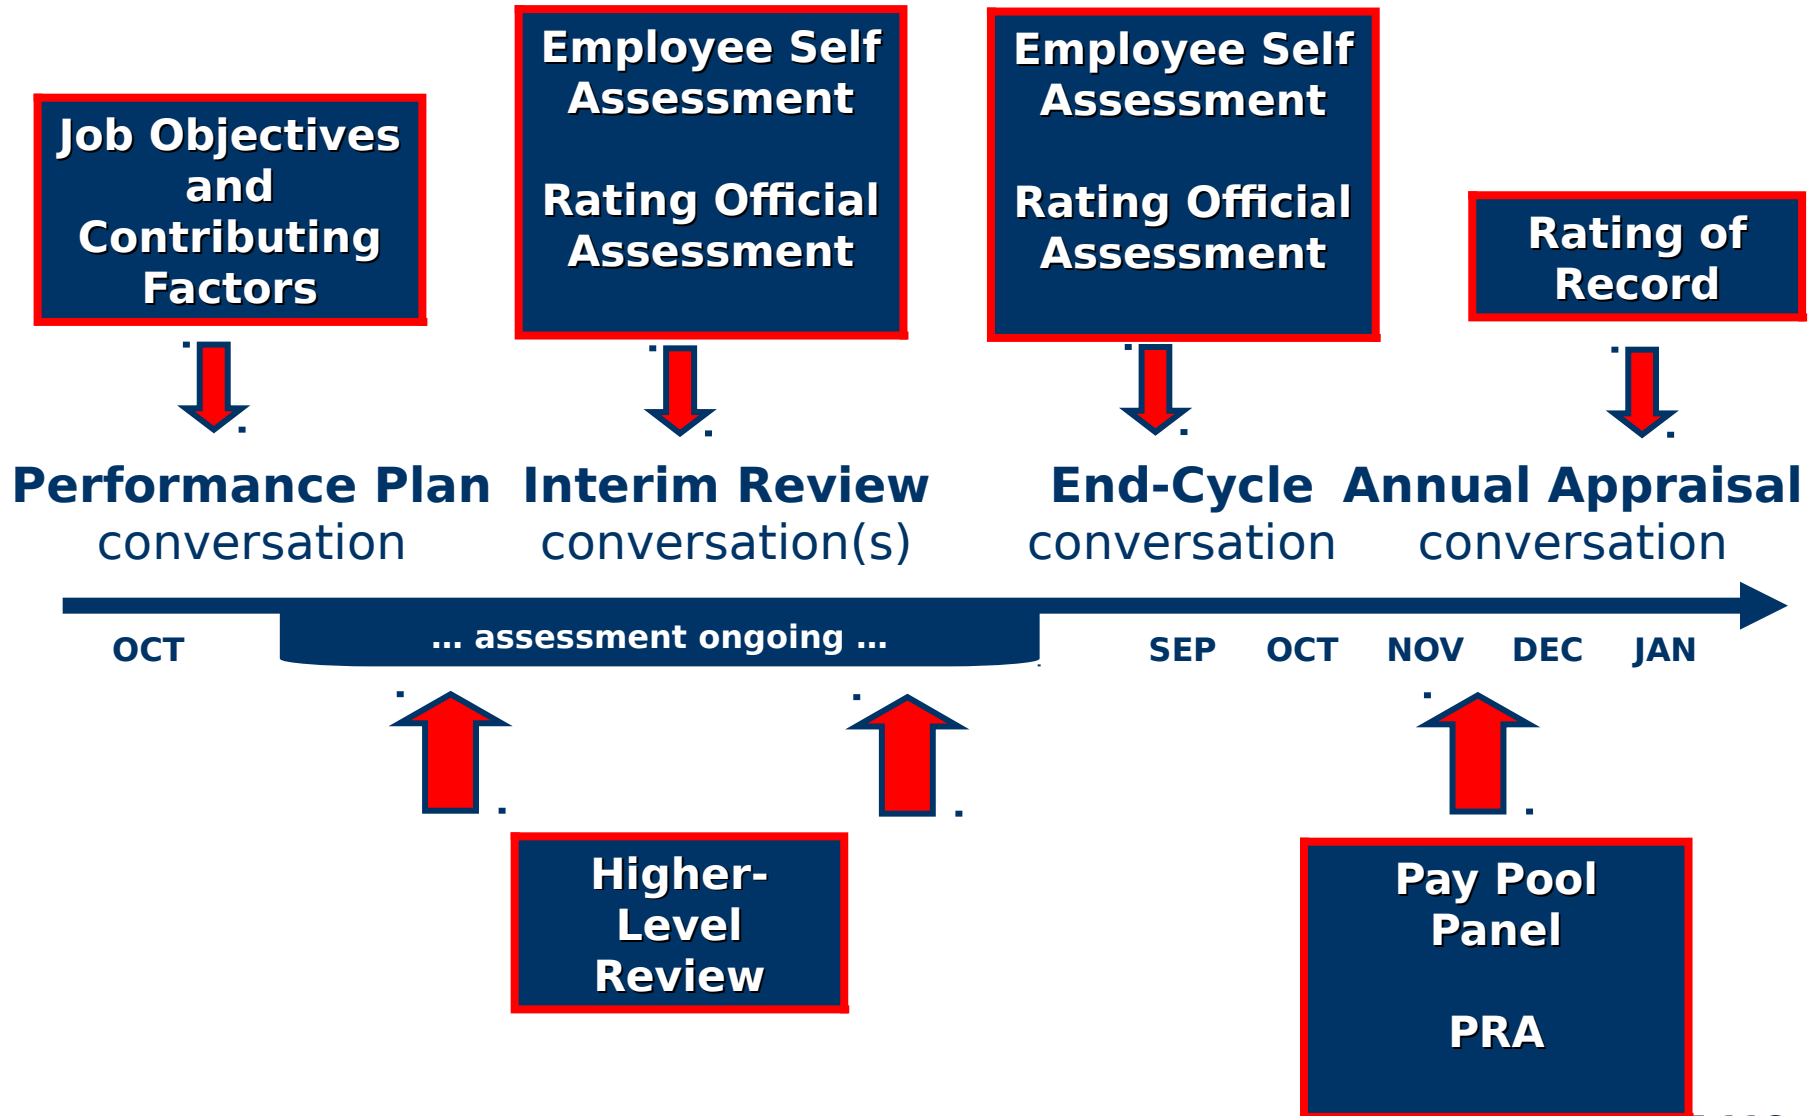 Job Objectives
and
Contributing
Factors
Employee Self
Assessment
Rating Official
Assessment
Employee Self
Assessment
Rating Official
Assessment
Rating of
Record
Performance Plan
conversation
Interim Review
conversation(s)
End-Cycle
conversation
Annual Appraisal
conversation
OCT
… assessment ongoing …
SEP
OCT
NOV
DEC
JAN
Higher-
Level
Review
Pay Pool
Panel
PRA